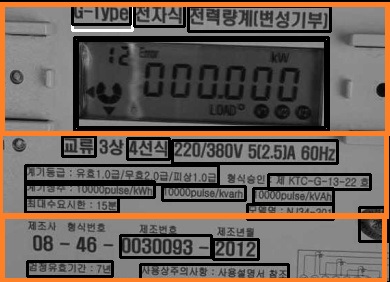 G-Type 전자식 전력량계(변성기부)
12 Error kW
000.000
LOAD
교류 3상 4선식 220/380V 5(2.5)A 60Hz
계기등급 : 유효1.0급/무효2.0급/피상1.0급 형식승인 : 제 KTC-G-13-22 호
계기정수 : 10000pulse/kWh 10000pulse/kvarh 10000pulse/kVAh
최대수요시한 : 15분 모델명 :
제조사 형식번호 제조번호 제조년월
08 - 46 - 0030093 - 2012
검정유효기간 : 7년 사용상주의사항 : 사용설명서 참조